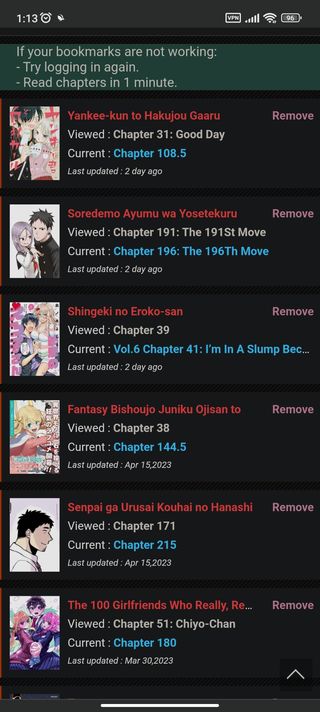 1:13
VPN
96
If your bookmarks are not working:
- Try logging in again.
- Read chapters in 1 minute.
Yankee-kun to Hakujou Gaaru
Remove
Viewed : Chapter 31: Good Day
Current : Chapter 108.5
Last updated : 2 day ago
Soredemo Ayumu wa Yosetekuru
Remove
Viewed : Chapter 191: The 191St Move
Current : Chapter 196: The 196Th Move
Last updated : 2 day ago
Shingeki no Eroko-san
Remove
Viewed : Chapter 39
Current : Vol.6 Chapter 41: I'm In A Slump Bec...
Last updated : 2 day ago
Fantasy Bishoujo Juniku Ojisan to
Remove
Viewed : Chapter 38
Current : Chapter 144.5
Last updated : Apr 15,2023
Senpai ga Urusai Kouhai no Hanashi
Remove
Viewed : Chapter 171
Current : Chapter 215
Last updated : Apr 15,2023
The 100 Girlfriends Who Really, Re...
Remove
Viewed : Chapter 51: Chiyo-Chan
Current : Chapter 180
Last updated : Mar 30,2023